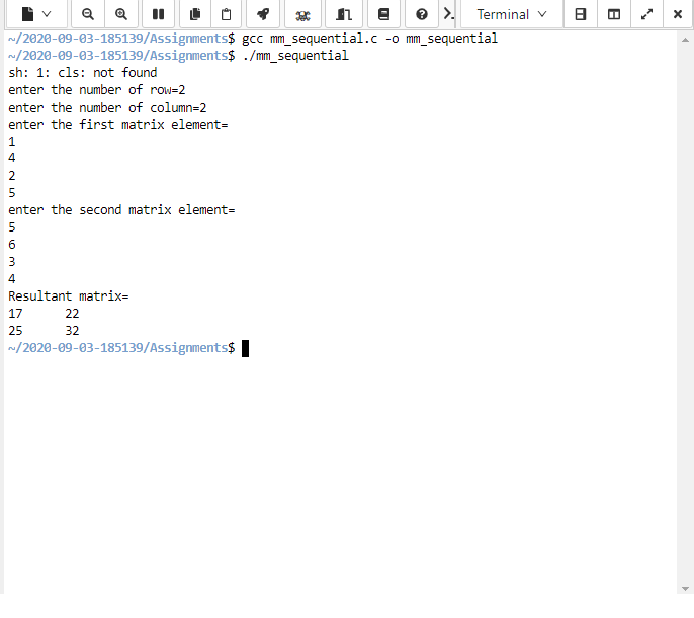 Terminal
~/2020-09-03-185139/Assignments$ gcc mm_sequential.c -o mm_sequential
~/2020-09-03-185139/Assignments$ ./mm_sequential
sh: 1: cls: not found
enter the number of row=2
enter the number of column=2
enter the first matrix element=
1
4
2
5
enter the second matrix element=
5
6
3
4
Resultant matrix=
17 22
25 32
~/2020-09-03-185139/Assignments$